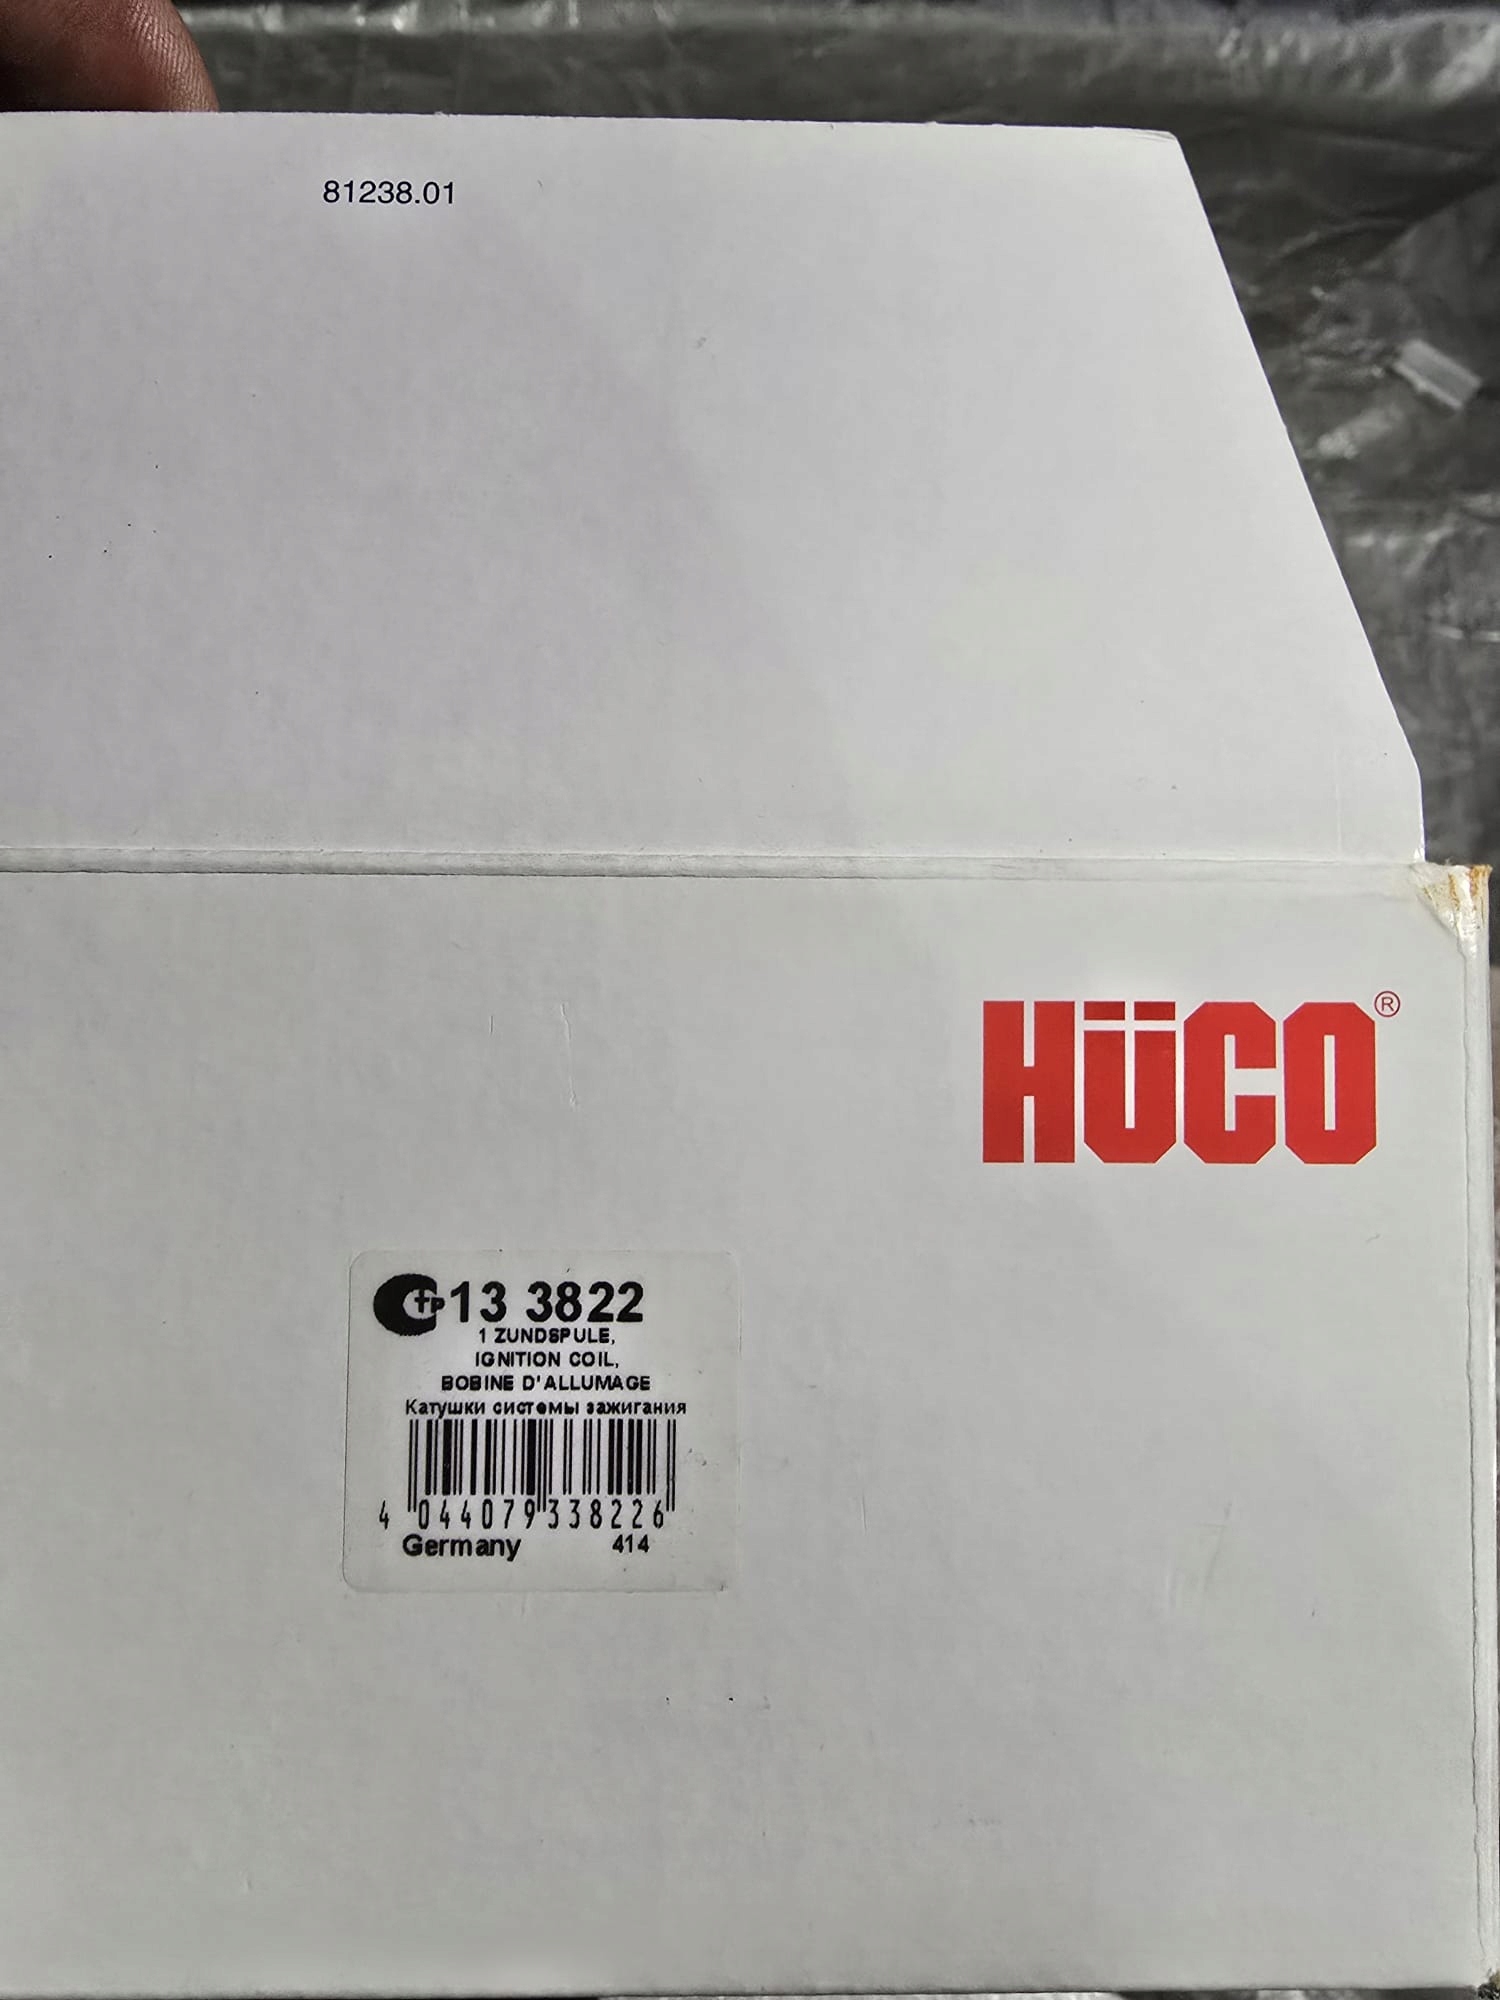 81238.01
HÜCO®
13 3822
1 ZUNDSPULE,
IGNITION COIL,
BOBINE D'ALLUMAGE
Катушки системы зажигания
4 044079 338226
Germany 414